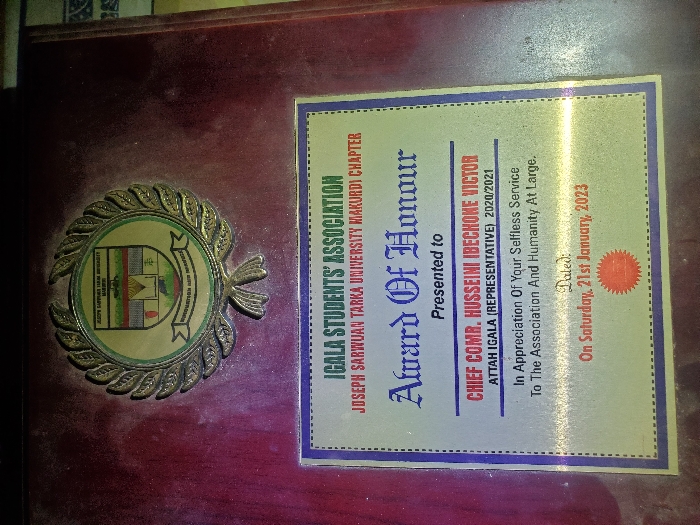 IGALA STUDENTS' ASSOCIATION
JOSEPH SARWUAN TARKA UNIVERSITY MAKURDI CHAPTER
Award Of Honour
Presented to
CHIEF COMR. HUSSEINI IBECHONE VICTOR
ATTAH IGALA (REPRESENTATIVE) 2020/2021
In Appreciation Of Your Selfless Service
To The Association And Humanity At Large.
Dated:
On Saturday, 21st January, 2023